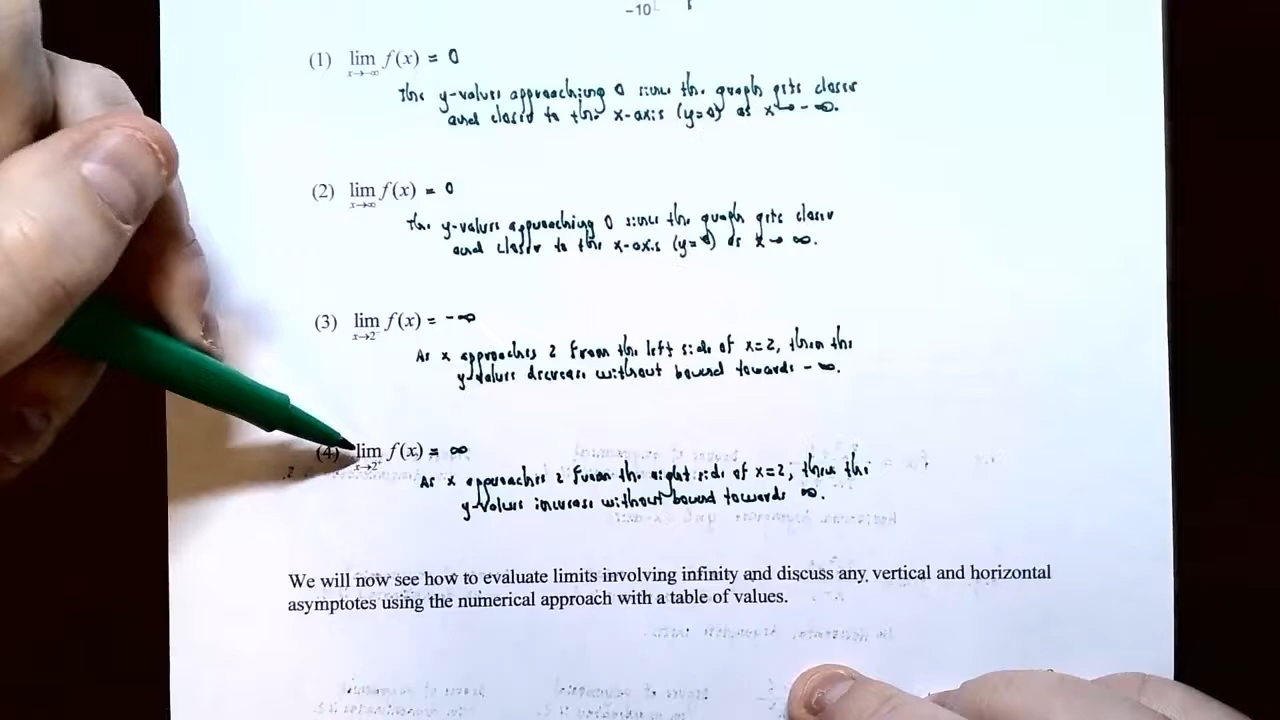 -10
(1) lim f(x) = 0
x→-∞
The y-values approaching 0 since the graph gets closer
and closer to the x-axis (y=0) as x→-∞.
(2) lim f(x) = 0
x→∞
The y-values approaching 0 since the graph gets closer
and closer to the x-axis (y=0) as x→∞.
(3) lim f(x) = -∞
x→2⁻
As x approaches 2 from the left side of x=2, then the
y-values decrease without bound towards -∞.
(4) lim f(x) = ∞
x→2⁺
As x approaches 2 from the right side of x=2, then the
y-values increase without bound towards ∞.
We will now see how to evaluate limits involving infinity and discuss any vertical and horizontal
asymptotes using the numerical approach with a table of values.